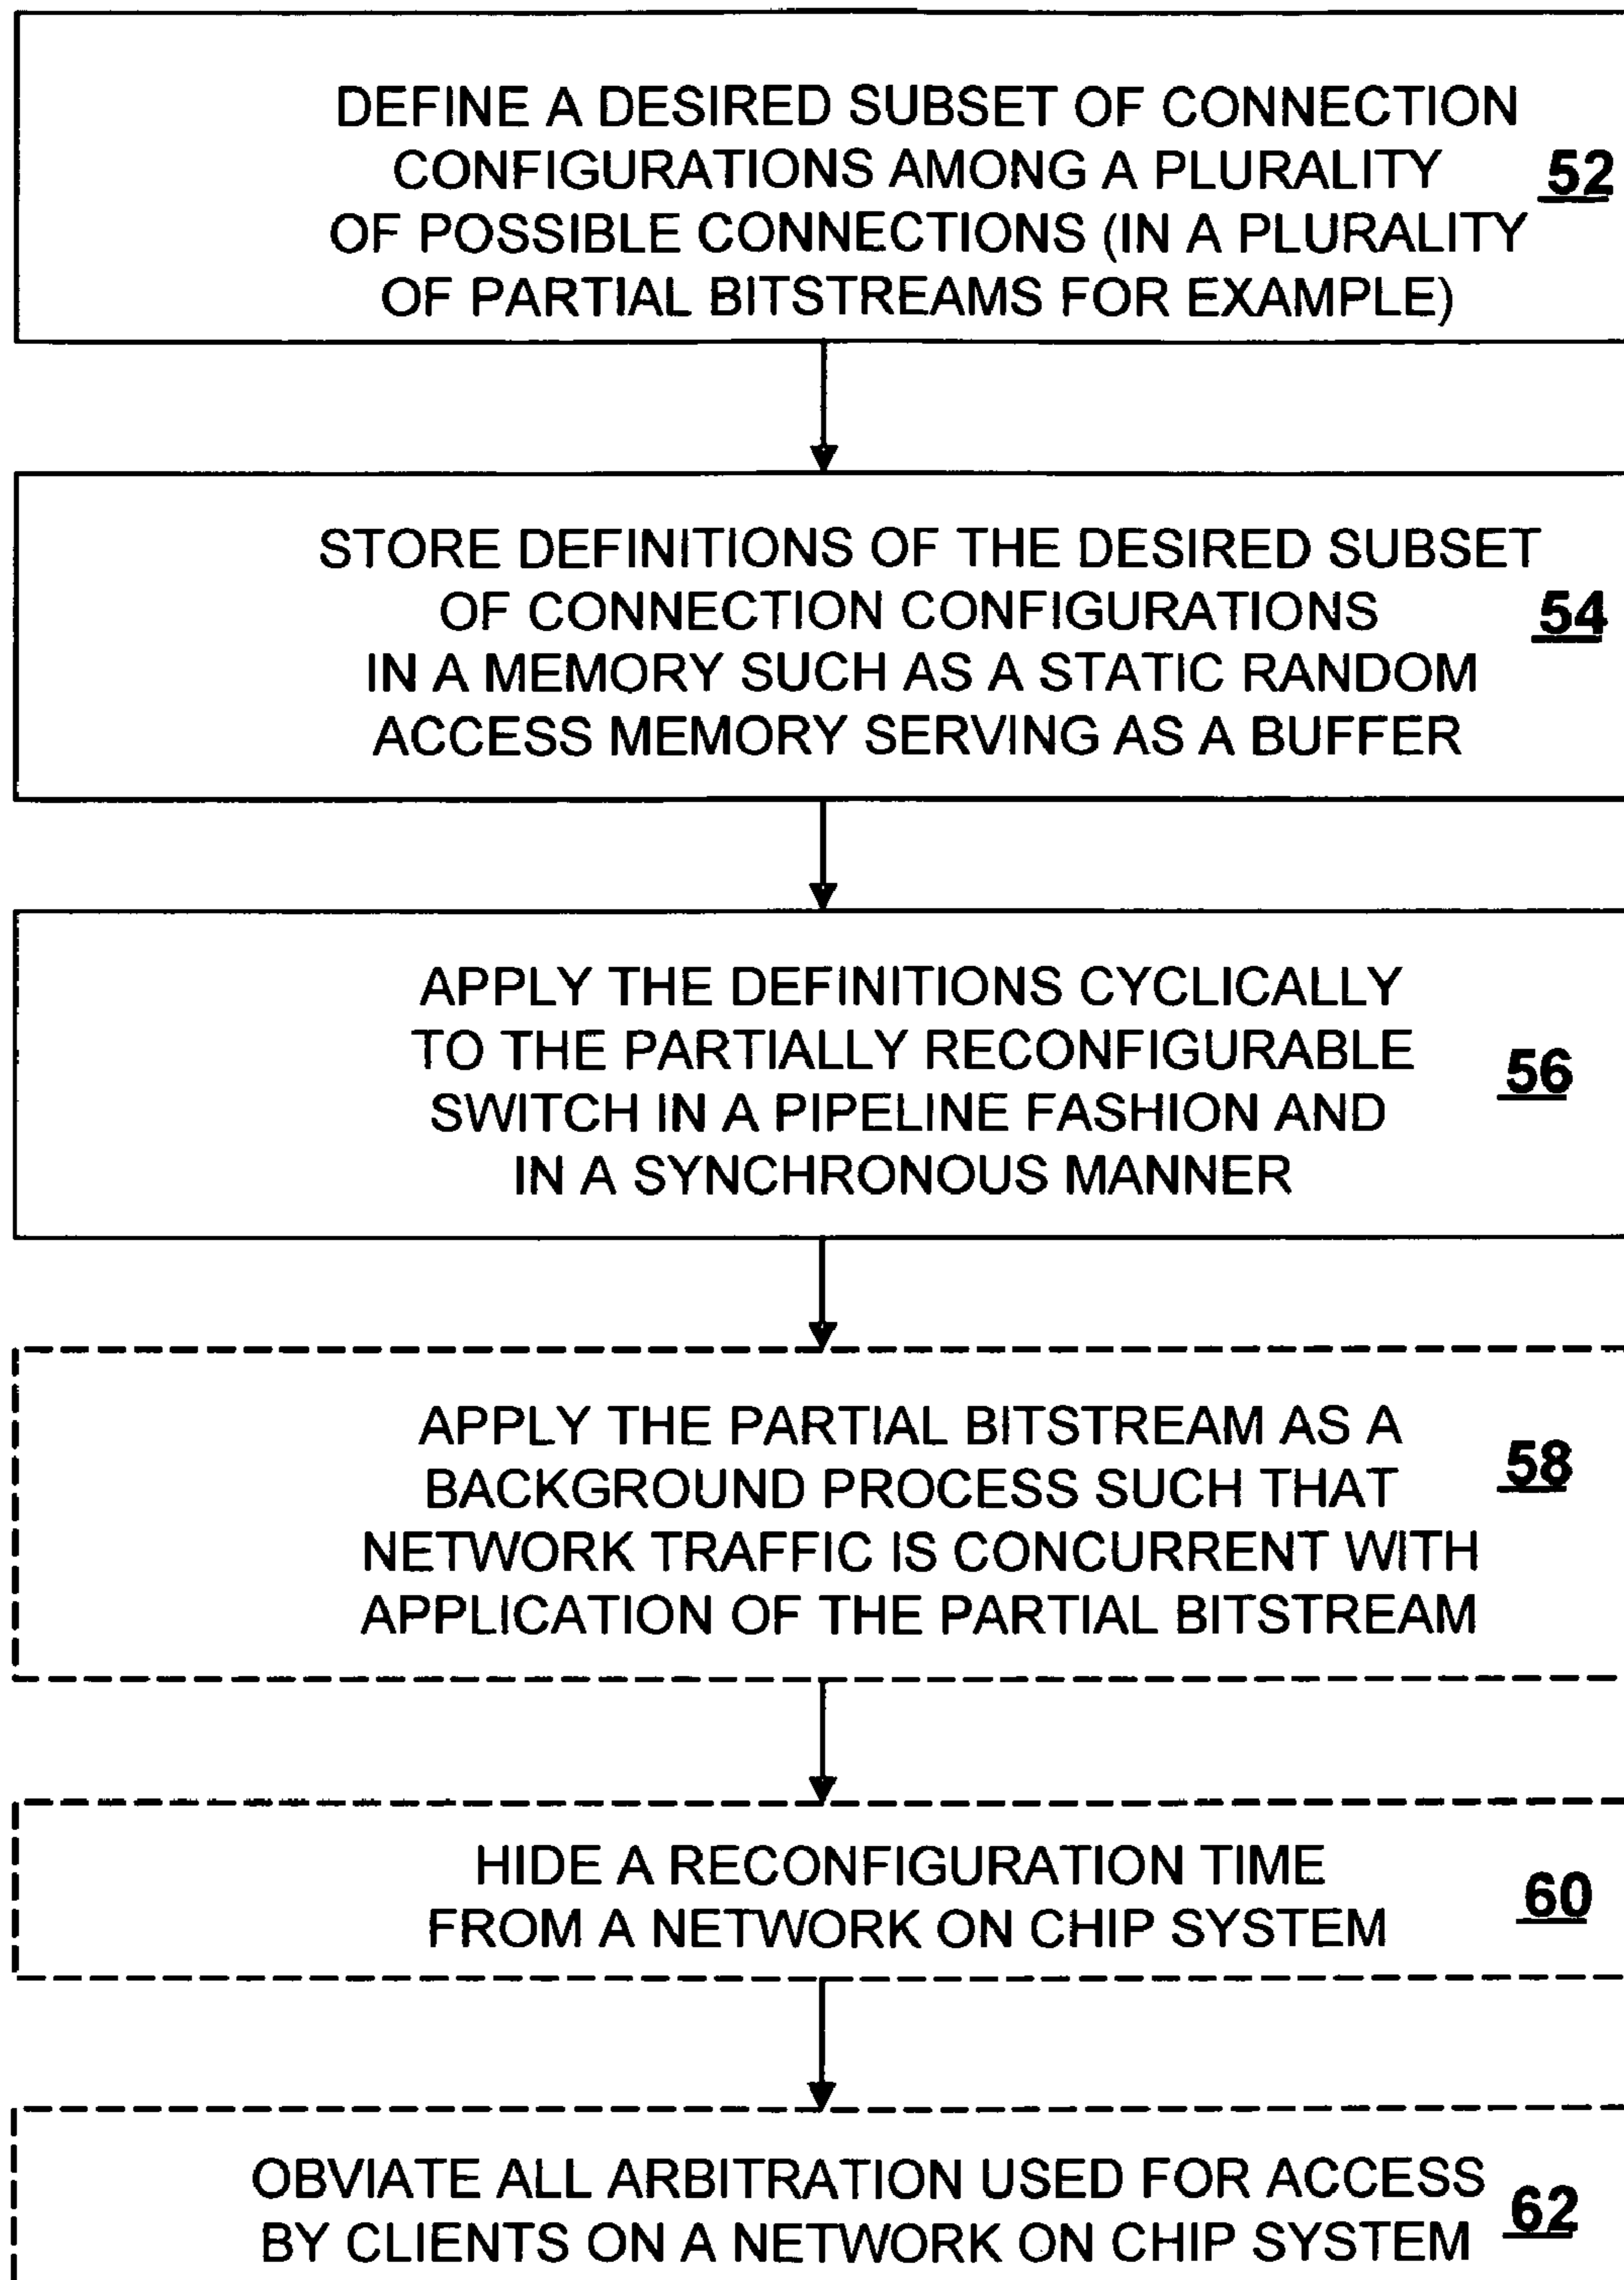 DEFINE A DESIRED SUBSET OF CONNECTION
CONFIGURATIONS AMONG A PLURALITY
OF POSSIBLE CONNECTIONS (IN A PLURALITY
OF PARTIAL BITSTREAMS FOR EXAMPLE)
52
STORE DEFINITIONS OF THE DESIRED SUBSET
OF CONNECTION CONFIGURATIONS
IN A MEMORY SUCH AS A STATIC RANDOM
ACCESS MEMORY SERVING AS A BUFFER
54
APPLY THE DEFINITIONS CYCLICALLY
TO THE PARTIALLY RECONFIGURABLE
SWITCH IN A PIPELINE FASHION AND
IN A SYNCHRONOUS MANNER
56
APPLY THE PARTIAL BITSTREAM AS A
BACKGROUND PROCESS SUCH THAT
NETWORK TRAFFIC IS CONCURRENT WITH
APPLICATION OF THE PARTIAL BITSTREAM
58
HIDE A RECONFIGURATION TIME
FROM A NETWORK ON CHIP SYSTEM
60
OBVIATE ALL ARBITRATION USED FOR ACCESS
BY CLIENTS ON A NETWORK ON CHIP SYSTEM
62